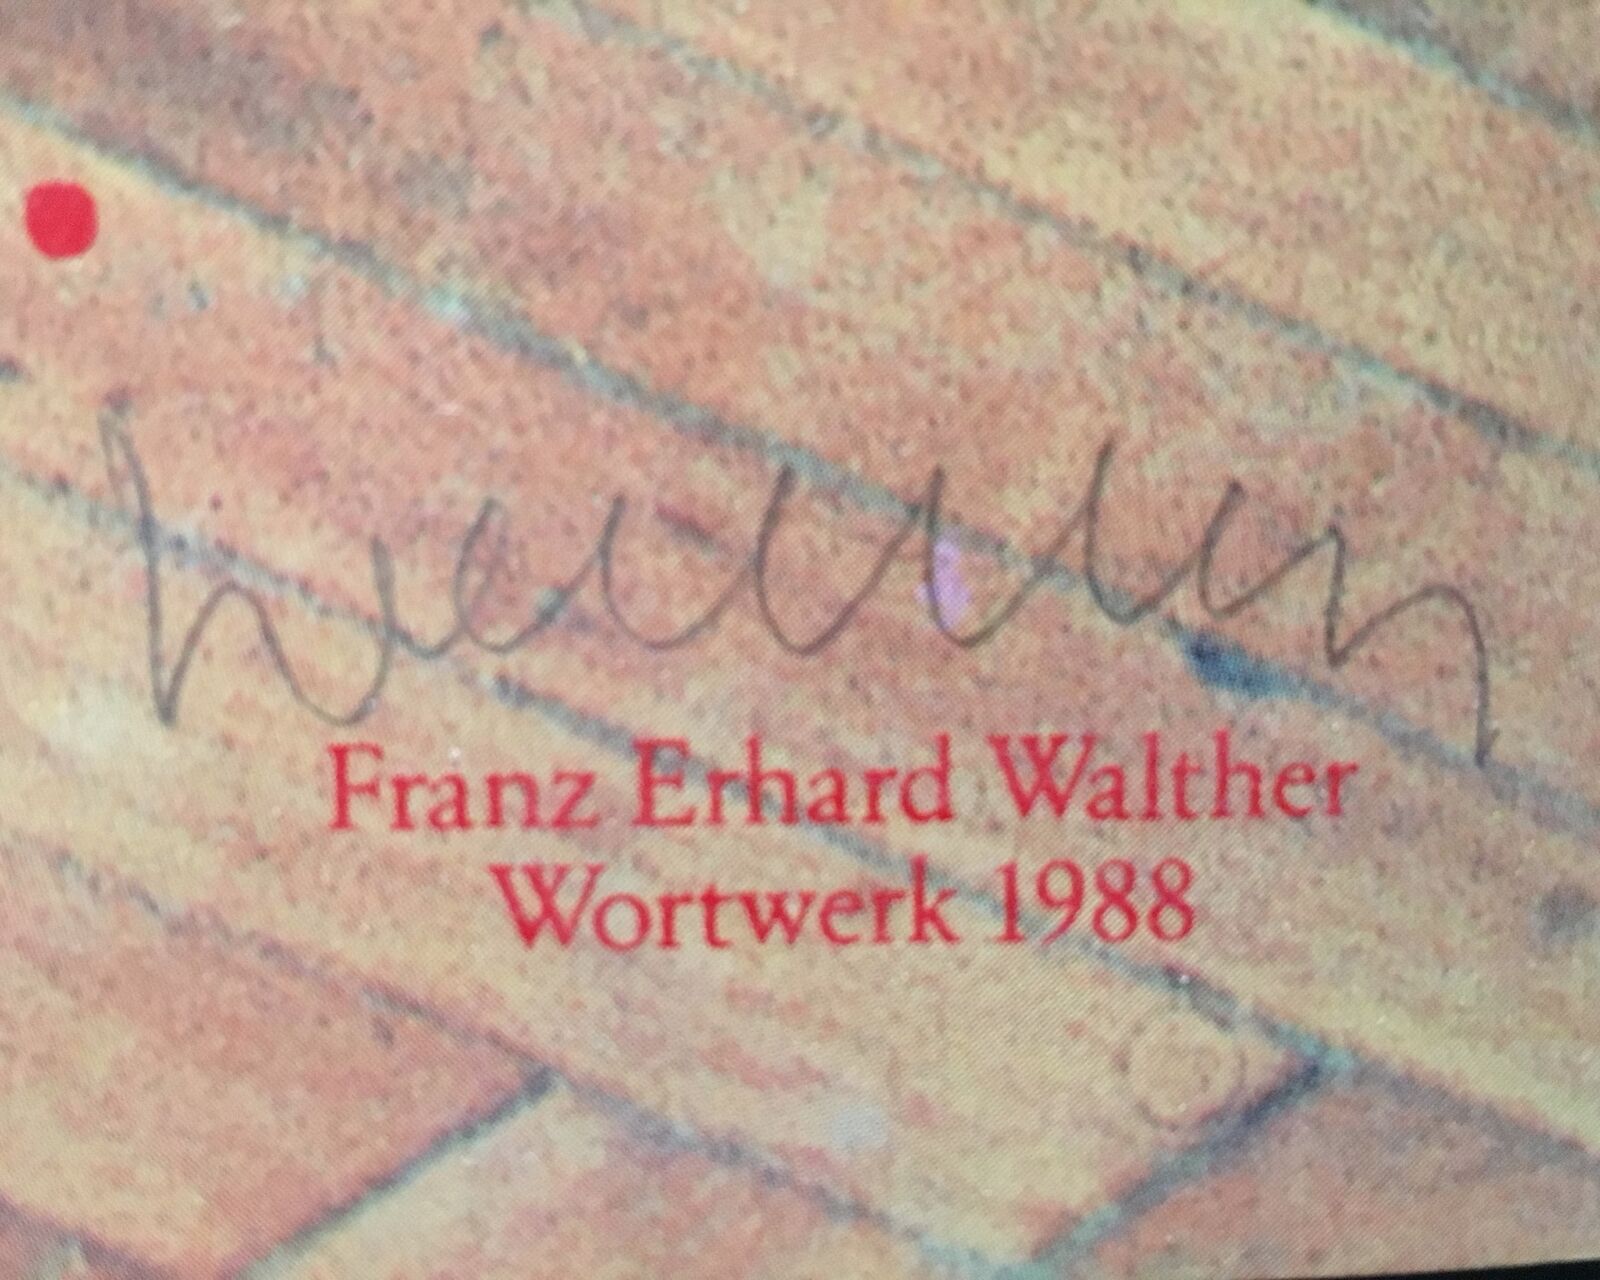 Franz Erhard Walther
Wortwerk 1988